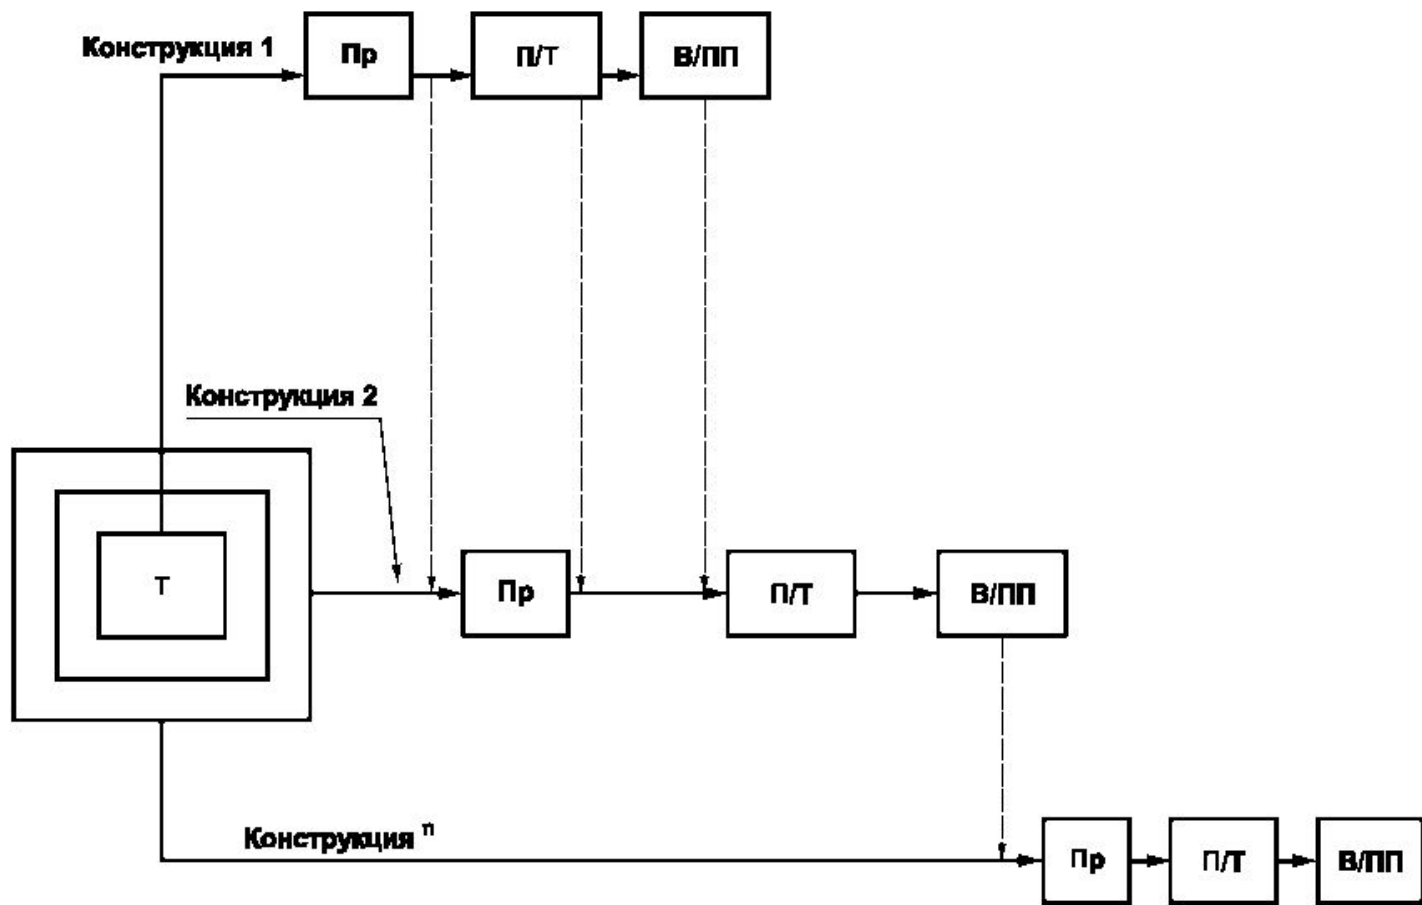 Конструкция 1
Пр
П/Т
В/ПП
Конструкция 2
Т
Пр
П/Т
В/ПП
Конструкция n
Пр
П/Т
В/ПП